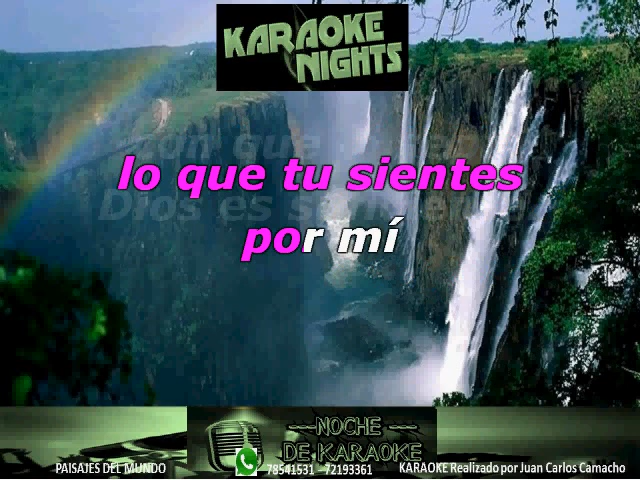 KARAOKE
NIGHTS
lo que tu sientes
por mí
---NOCHE ---
DE KARAOKE
PAISAJES DEL MUNDO
78541531 - 72193361
KARAOKE Realizado por Juan Carlos Camacho